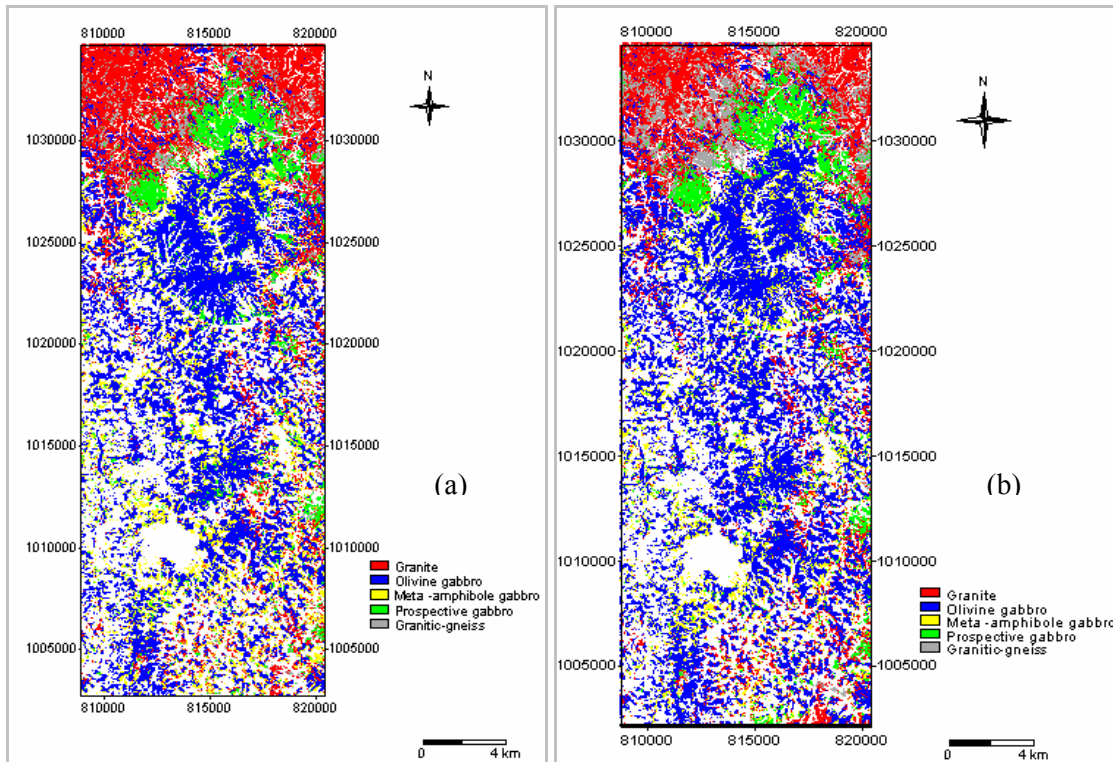 810000 815000 820000
N
1030000 1030000
1025000 1025000
1020000 1020000
1015000 1015000
(a)
1010000 1010000
Granite
Olivine gabbro
Meta -amphibole gabbro
Prospective gabbro
Granitic-gneiss
1005000 1005000
810000 815000 820000
0 4 km
810000 815000 820000
N
1030000 1030000
1025000 1025000
1020000 1020000
1015000 1015000
(b)
1010000 1010000
Granite
Olivine gabbro
Meta -amphibole gabbro
Prospective gabbro
Granitic-gneiss
1005000 1005000
810000 815000 820000
0 4 km